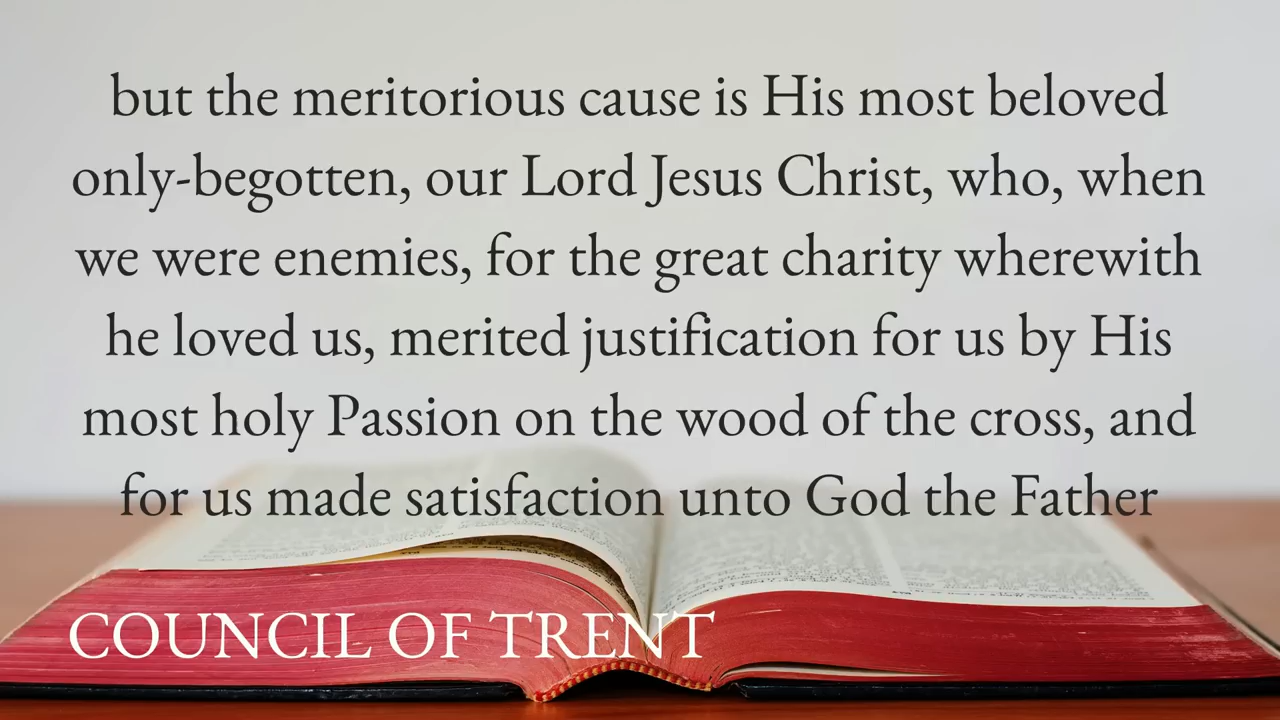 but the meritorious cause is His most beloved
only-begotten, our Lord Jesus Christ, who, when
we were enemies, for the great charity wherewith
he loved us, merited justification for us by His
most holy Passion on the wood of the cross, and
for us made satisfaction unto God the Father
COUNCIL OF TRENT